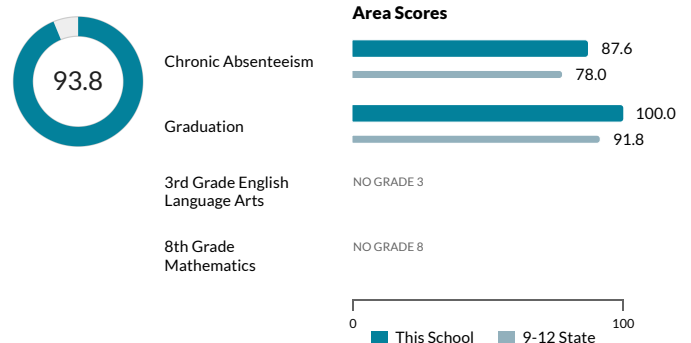 Area Scores
93.8
Chronic Absenteeism
87.6
78.0
Graduation
100.0
91.8
3rd Grade English
Language Arts
NO GRADE 3
8th Grade
Mathematics
NO GRADE 8
0
100
This School
9-12 State